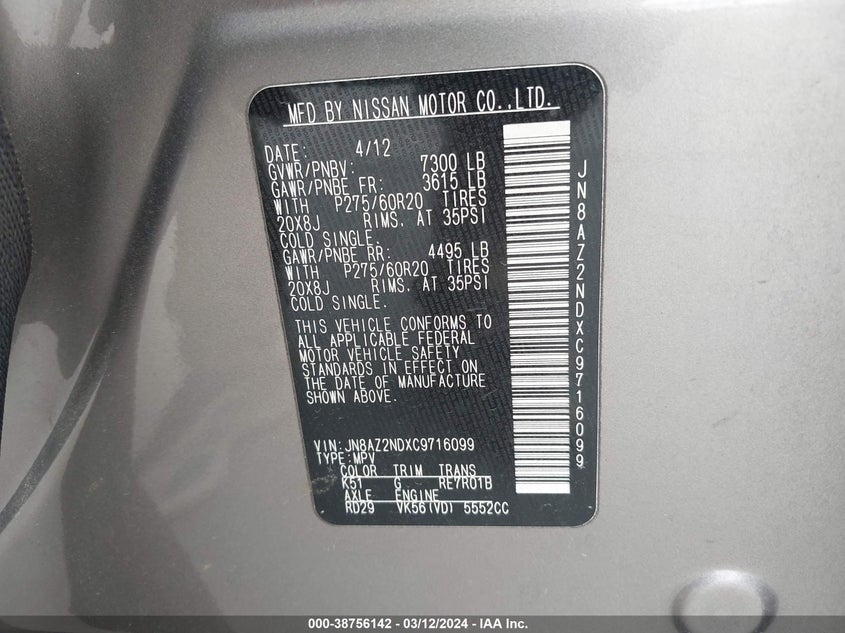 MFD BY NISSAN MOTOR CO.,LTD.
DATE: 4/12
GVWR/PNBV: 7300 LB
GAWR/PNBE FR: 3615 LB
WITH P275/60R20 TIRES
20X8J RIMS, AT 35PSI
COLD SINGLE.
GAWR/PNBE RR: 4495 LB
WITH P275/60R20 TIRES
20X8J RIMS, AT 35PSI
COLD SINGLE.
THIS VEHICLE CONFORMS TO
ALL APPLICABLE FEDERAL
MOTOR VEHICLE SAFETY
STANDARDS IN EFFECT ON
THE DATE OF MANUFACTURE
SHOWN ABOVE.
VIN:JN8AZ2NDXC9716099
TYPE:MPV
COLOR TRIM TRANS
K51 G RE7R01B
AXLE ENGINE
RD29 VK56(VD) 5552CC
JN8AZ2NDXC9716099
000-38756142 - 03/12/2024 - IAA Inc.